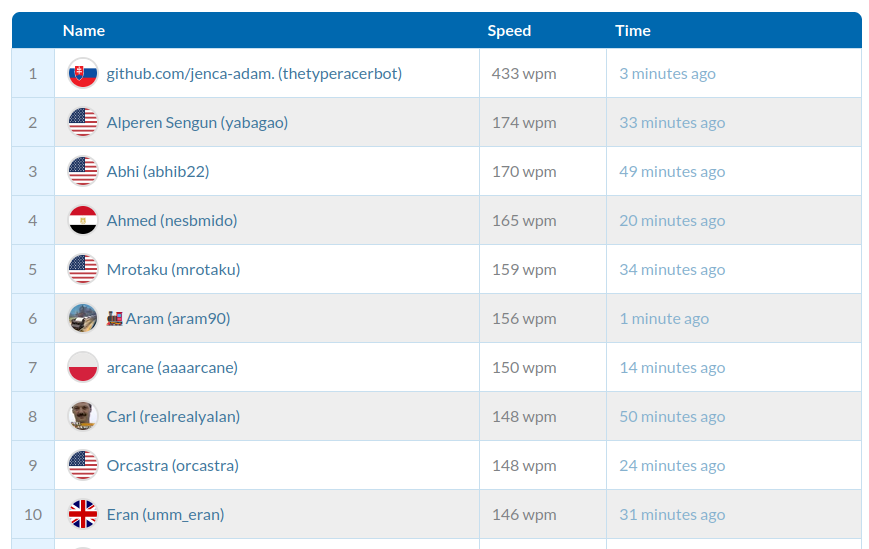 Name Speed Time
1 github.com/jenca-adam. (thetyperacerbot) 433 wpm 3 minutes ago
2 Alperen Sengun (yabagao) 174 wpm 33 minutes ago
3 Abhi (abhib22) 170 wpm 49 minutes ago
4 Ahmed (nesbmido) 165 wpm 20 minutes ago
5 Mrotaku (mrotaku) 159 wpm 34 minutes ago
6 🚂 Aram (aram90) 156 wpm 1 minute ago
7 arcane (aaaarcane) 150 wpm 14 minutes ago
8 Carl (realrealyalan) 148 wpm 50 minutes ago
9 Orcastra (orcastra) 148 wpm 24 minutes ago
10 Eran (umm_eran) 146 wpm 31 minutes ago